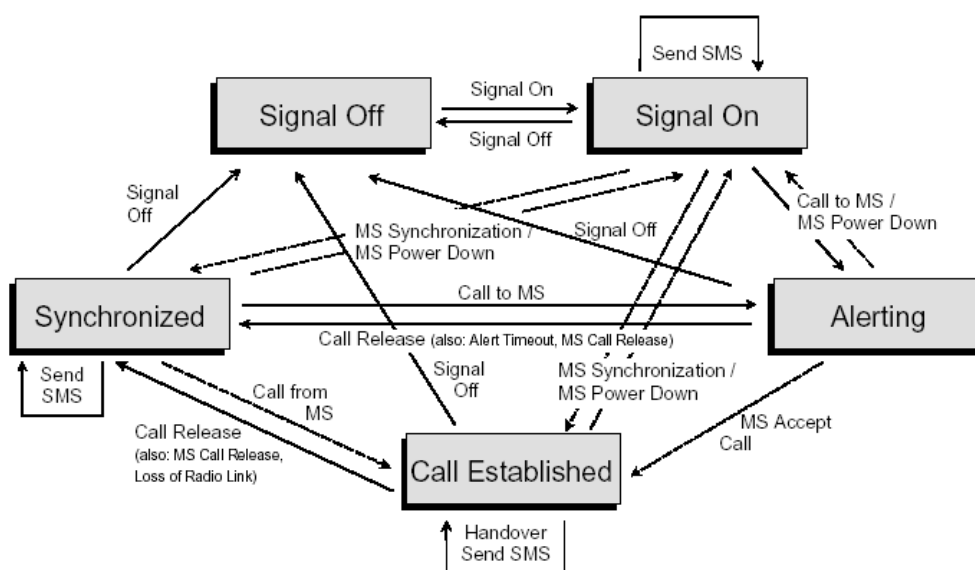 Send SMS
Signal Off
Signal On
Signal On
Signal Off
Signal
Off
MS Synchronization /
MS Power Down
Signal Off
Call to MS /
MS Power Down
Synchronized
Call to MS
Alerting
Call Release (also: Alert Timeout, MS Call Release)
Send
SMS
Call from
MS
Signal
Off
MS Synchronization /
MS Power Down
Call Release
(also: MS Call Release,
Loss of Radio Link)
MS Accept
Call
Call Established
Handover
Send SMS